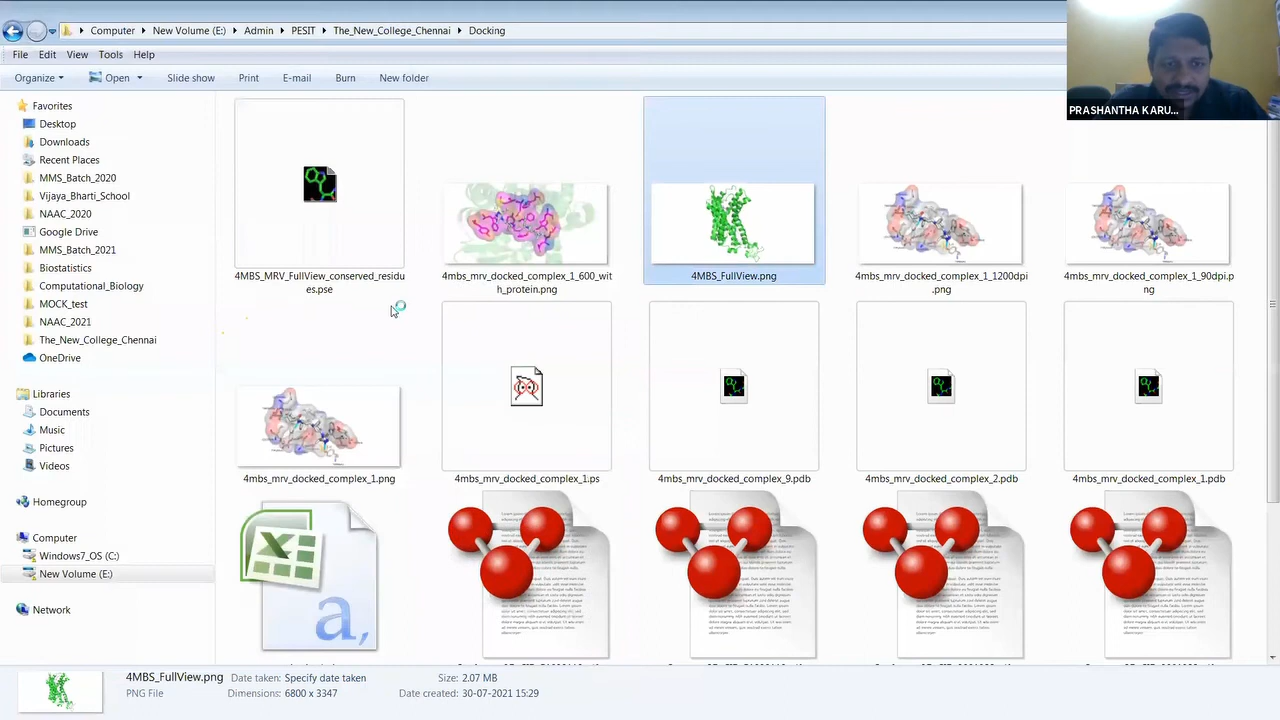 Computer New Volume (E:) Admin PESIT The_New_College_Chennai Docking
File Edit View Tools Help
Organize Open Slide show Print E-mail Burn New folder
PRASHANTHA KARU...
Favorites
Desktop
Downloads
Recent Places
MMS_Batch_2020
Vijaya_Bharti_School
NAAC_2020
Google Drive
MMS_Batch_2021
Biostatistics
Computational_Biology
MOCK_test
NAAC_2021
The_New_College_Chennai
OneDrive
Libraries
Documents
Music
Pictures
Videos
Homegroup
Computer
Windows7_OS (C:)
New Volume (E:)
Network
4MBS_MRV_FullView_conserved_residu
es.pse
4mbs_mrv_docked_complex_1_600_wit
h_protein.png
4MBS_FullView.png
4mbs_mrv_docked_complex_1_1200dpi
.png
4mbs_mrv_docked_complex_1_90dpi.p
ng
4mbs_mrv_docked_complex_1.png
4mbs_mrv_docked_complex_1.ps
4mbs_mrv_docked_complex_9.pdb
4mbs_mrv_docked_complex_2.pdb
4mbs_mrv_docked_complex_1.pdb
a,
4MBS_FullView.png Date taken: Specify date taken Size: 2.07 MB
PNG File Dimensions: 6800 x 3347 Date created: 30-07-2021 15:29